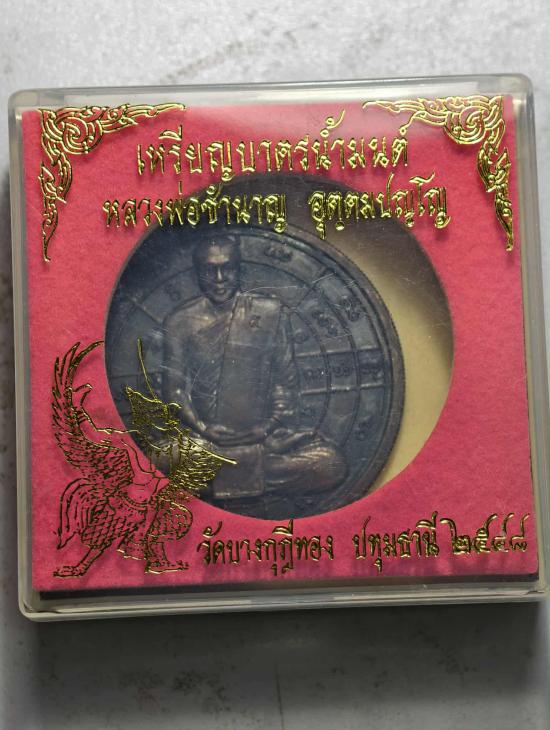 เหรียญบาตรน้ำมนต์
หลวงพ่อชำนาญ อุตฺตมปญฺโญ
วัดบางกุฎีทอง ปทุมธานี ๒๕๔๘